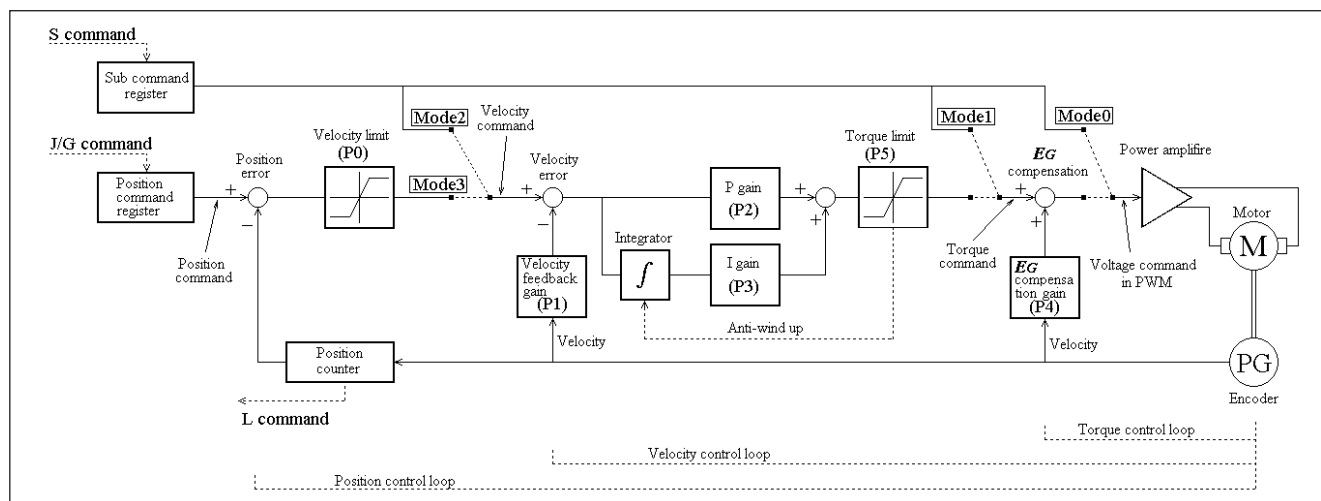 S command
Sub command
register
J/G command
Position
command
register
Position
error
Position
command
Velocity limit
(P0)
Mode2
Mode3
Velocity
command
Velocity
error
Velocity
feedback
gain
(P1)
Integrator
∫
P gain
(P2)
I gain
(P3)
Anti-wind up
Torque limit
(P5)
Mode1
Mode0
EG
compensation
Torque
command
EG
compensa
tion gain
(P4)
Power amplifire
Voltage command
in PWM
Motor
M
PG
Encoder
Velocity
Velocity
Position
counter
L command
+
−
+
−
+
+
+
+
Torque control loop
Velocity control loop
Position control loop